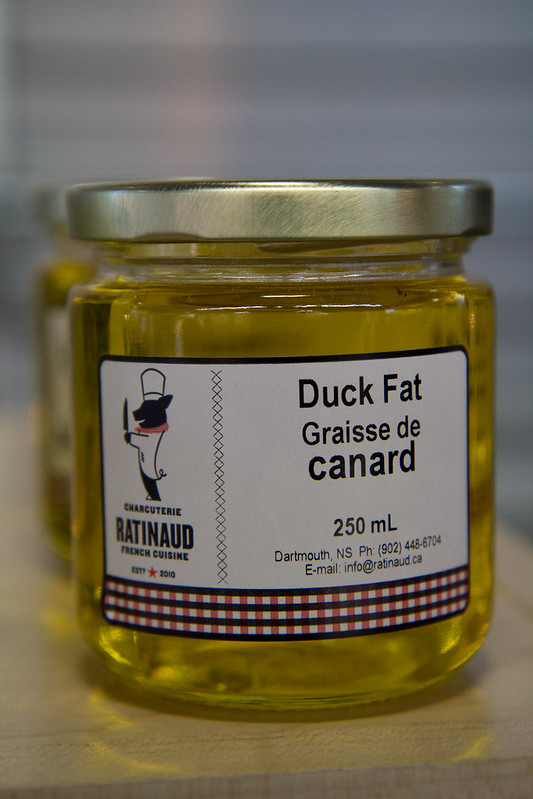 Duck Fat
Graisse de
canard
250 mL
Dartmouth, NS Ph: (902) 448-6704
E-mail: info@ratinaud.ca
CHARCUTERIE
RATINAUD
FRENCH CUISINE
ESTD ★ 2010